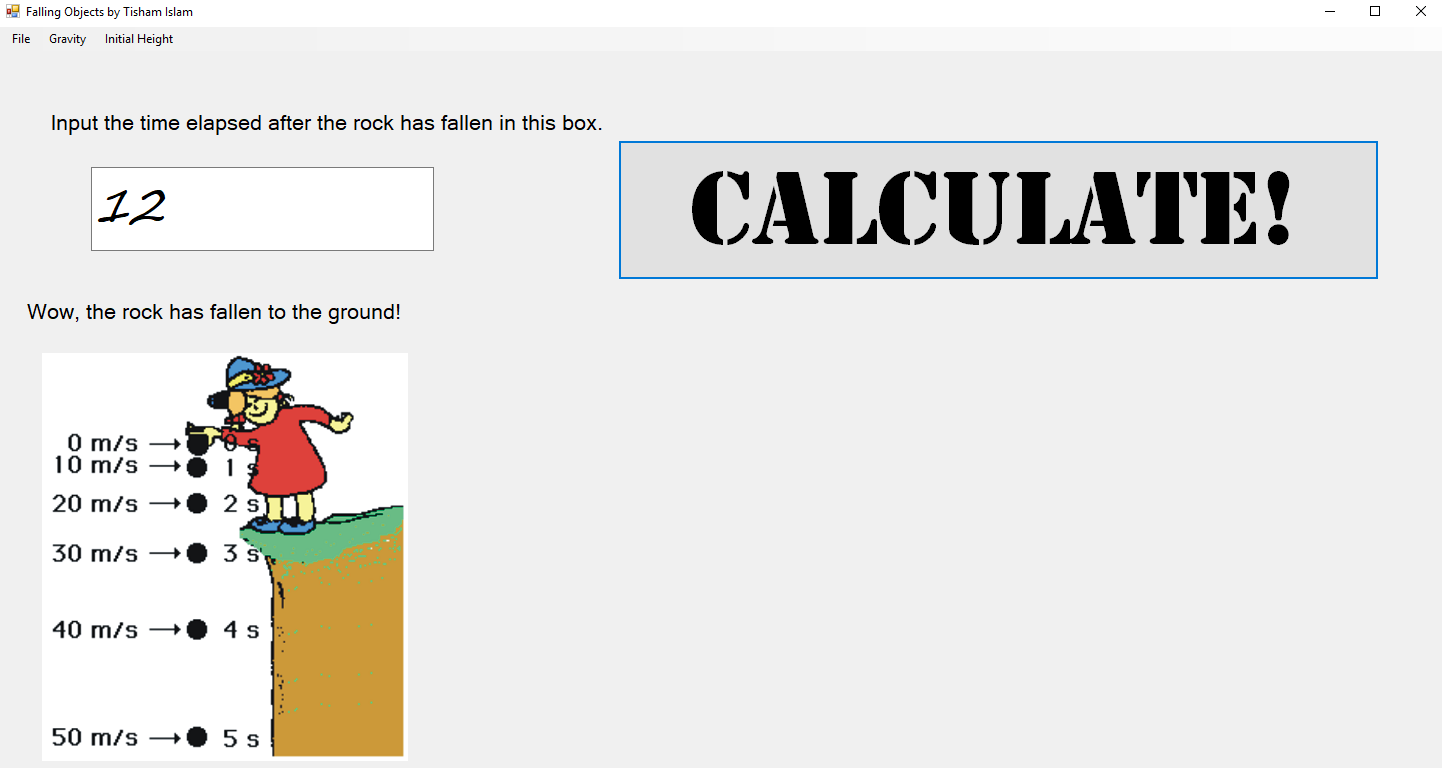 Falling Objects by Tisham Islam
File Gravity Initial Height
Input the time elapsed after the rock has fallen in this box.
12
CALCULATE!
Wow, the rock has fallen to the ground!
0 m/s 0 s
10 m/s 1 s
20 m/s 2 s
30 m/s 3 s
40 m/s 4 s
50 m/s 5 s